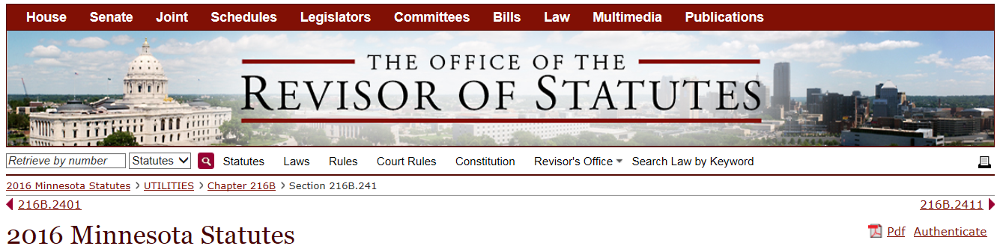 House Senate Joint Schedules Legislators Committees Bills Law Multimedia Publications
THE OFFICE OF THE
REVISOR OF STATUTES
Retrieve by number Statutes Statutes Laws Rules Court Rules Constitution Revisor's Office Search Law by Keyword
2016 Minnesota Statutes > UTILITIES > Chapter 216B > Section 216B.241
216B.2401 216B.2411
2016 Minnesota Statutes Pdf Authenticate